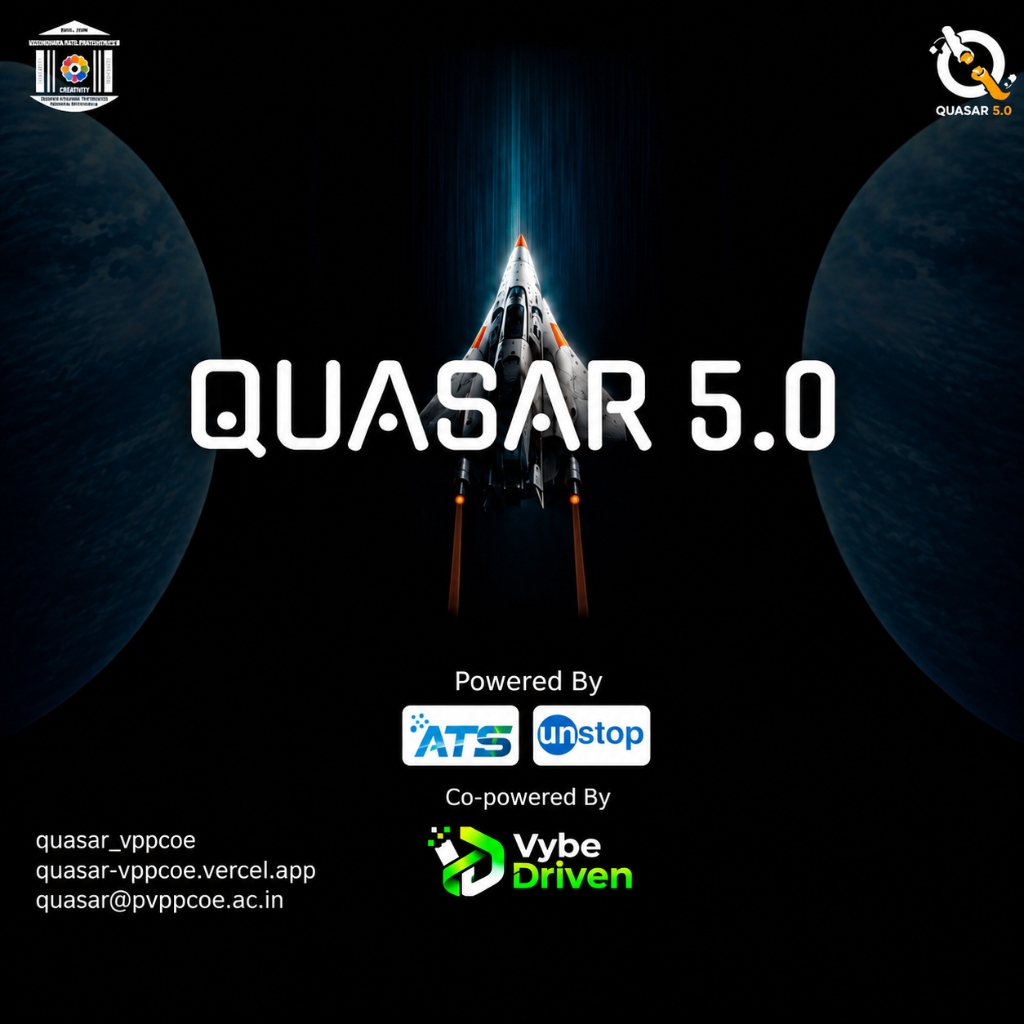 CREATIVITY
QUASAR 5.0
QUASAR 5.0
Powered By
ATS
unstop
Co-powered By
Vybe
Driven
quasar_vppcoe
quasar-vppcoe.vercel.app
quasar@pvppcoe.ac.in